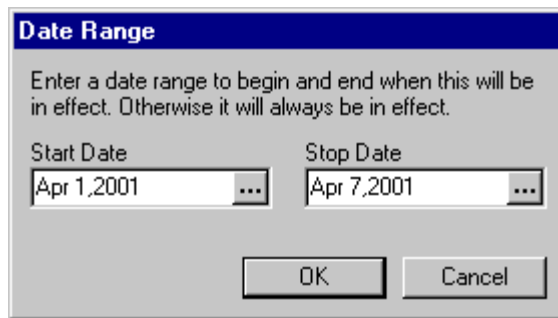 Date Range
Enter a date range to begin and end when this will be
in effect. Otherwise it will always be in effect.
Start Date Stop Date
Apr 1,2001 ... Apr 7,2001 ...
OK Cancel